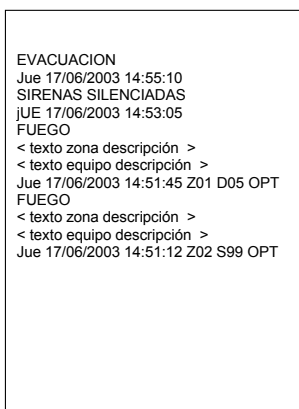 EVACUACION
Jue 17/06/2003 14:55:10
SIRENAS SILENCIADAS
jUE 17/06/2003 14:53:05
FUEGO
< texto zona descripción >
< texto equipo descripción >
Jue 17/06/2003 14:51:45 Z01 D05 OPT
FUEGO
< texto zona descripción >
< texto equipo descripción >
Jue 17/06/2003 14:51:12 Z02 S99 OPT